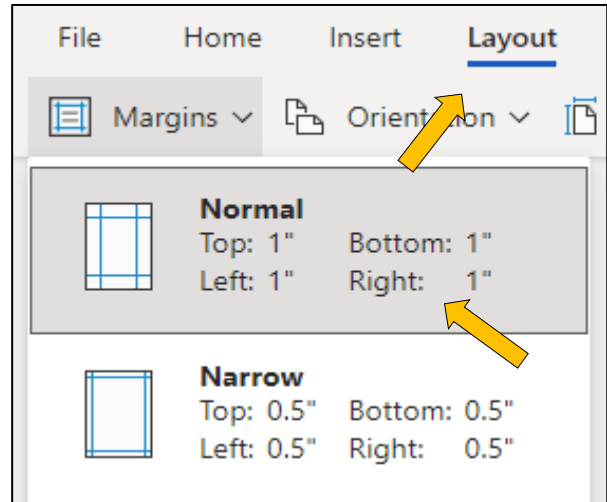 File Home Insert Layout
Margins Orientation
Normal
Top: 1" Bottom: 1"
Left: 1" Right: 1"
Narrow
Top: 0.5" Bottom: 0.5"
Left: 0.5" Right: 0.5"